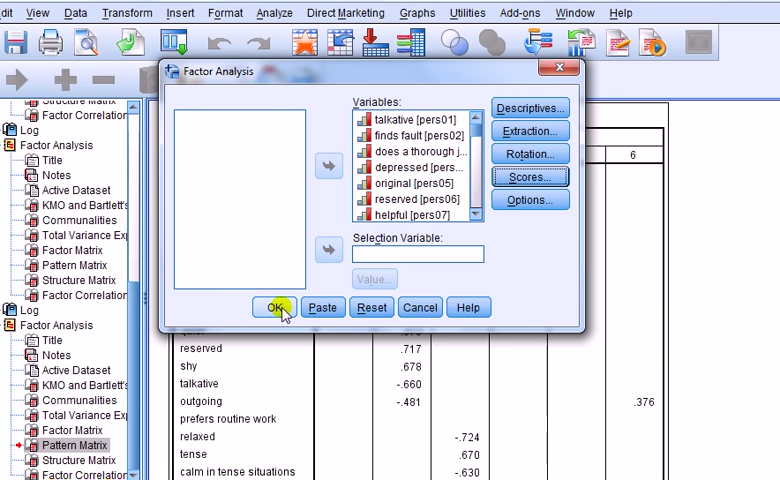 dit View Data Transform Insert Format Analyze Direct Marketing Graphs Utilities Add-ons Window Help
Structure Matrix
Factor Correlation
Log
Factor Analysis
Title
Notes
Active Dataset
KMO and Bartlett's
Communalities
Total Variance Exp
Factor Matrix
Pattern Matrix
Structure Matrix
Factor Correlation
Log
Factor Analysis
Title
Notes
Active Dataset
KMO and Bartlett's
Communalities
Total Variance Exp
Factor Matrix
Pattern Matrix
Structure Matrix
Factor Correlation
Factor Analysis
Variables:
talkative [pers01]
finds fault [pers02]
does a thorough j...
depressed [pers...
original [pers05]
reserved [pers06]
helpful [pers07]
Descriptives...
Extraction...
Rotation...
Scores...
Options...
Selection Variable:
Value...
OK Paste Reset Cancel Help
6
reserved .717
shy .678
talkative -.660
outgoing -.481 .376
prefers routine work
relaxed -.724
tense .670
calm in tense situations -.630